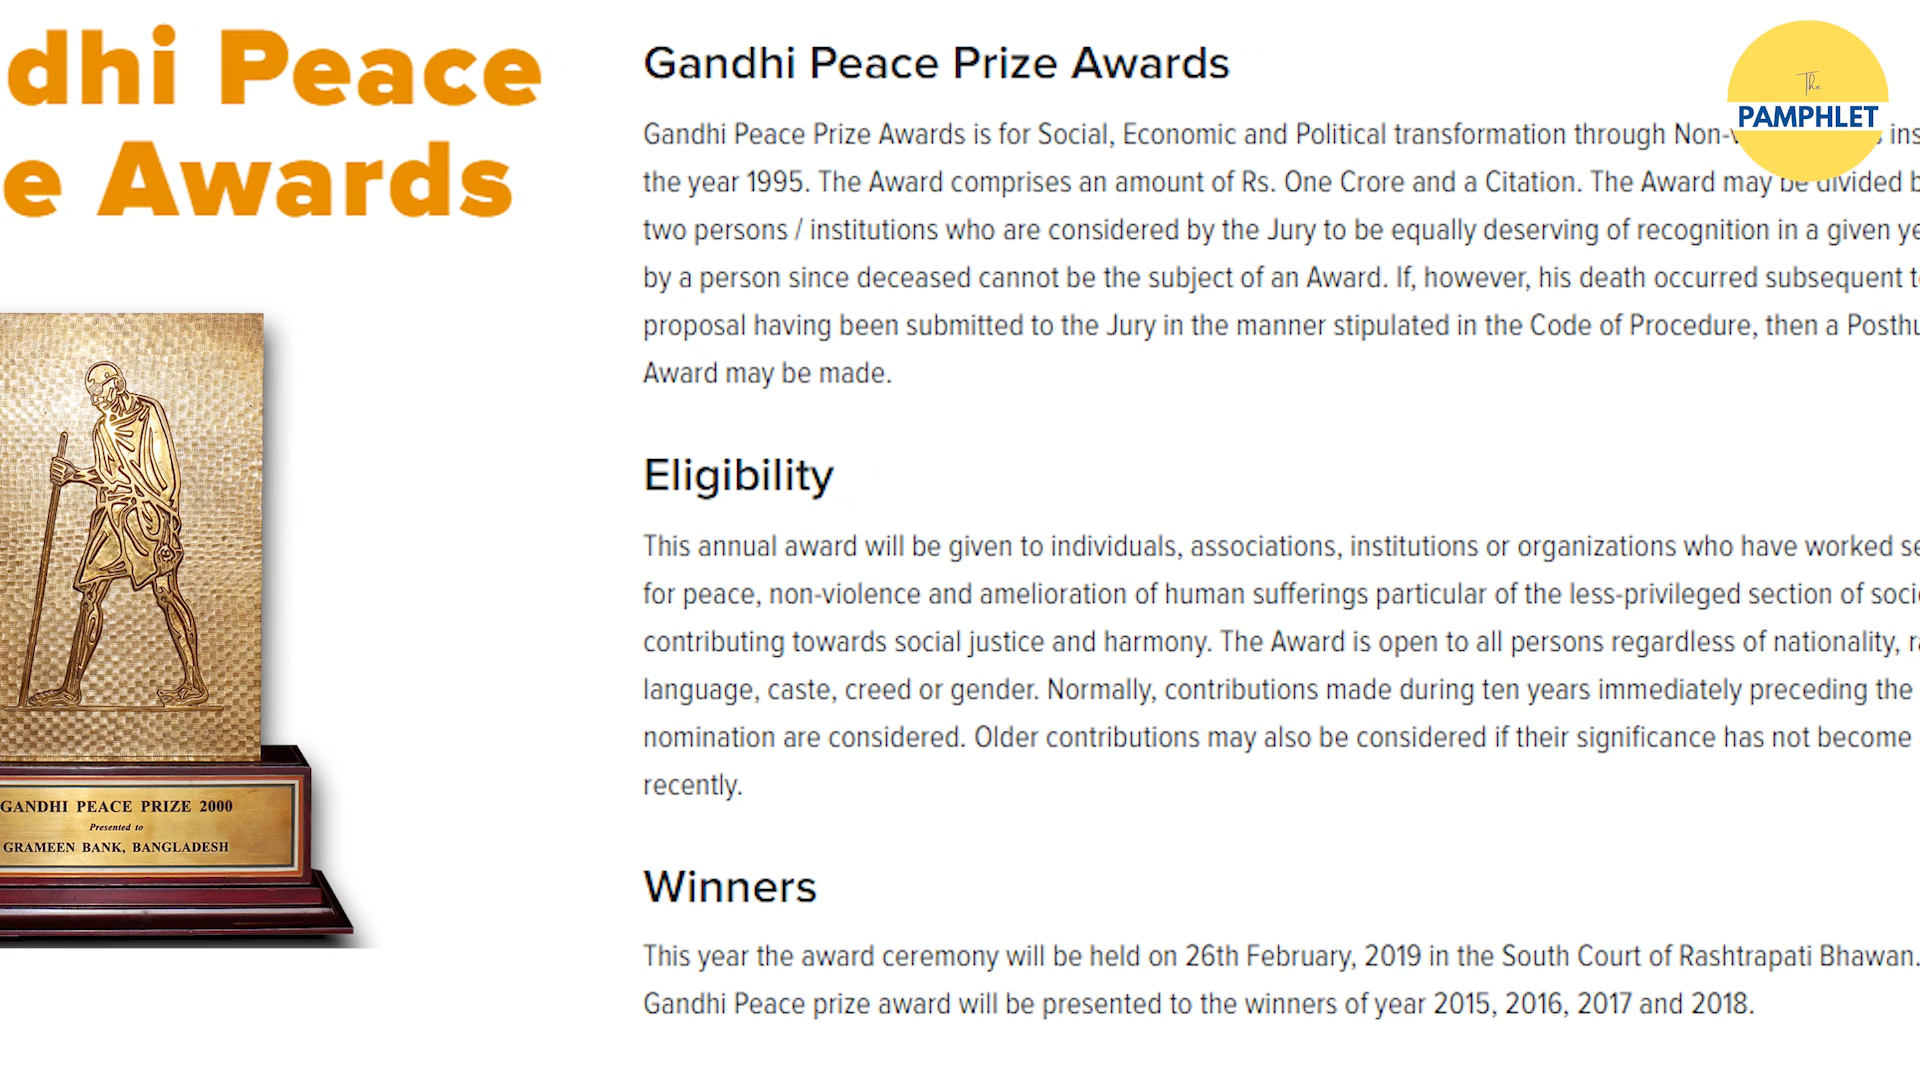 dhi Peace
e Awards
GANDHI PEACE PRIZE 2000
Presented to
GRAMEEN BANK, BANGLADESH
Gandhi Peace Prize Awards
Gandhi Peace Prize Awards is for Social, Economic and Political transformation through Non-
the year 1995. The Award comprises an amount of Rs. One Crore and a Citation. The Award may be divided
two persons / institutions who are considered by the Jury to be equally deserving of recognition in a given
by a person since deceased cannot be the subject of an Award. If, however, his death occurred subsequent
proposal having been submitted to the Jury in the manner stipulated in the Code of Procedure, then a
Award may be made.
Eligibility
This annual award will be given to individuals, associations, institutions or organizations who have worked
for peace, non-violence and amelioration of human sufferings particular of the less-privileged section of
contributing towards social justice and harmony. The Award is open to all persons regardless of nationality,
language, caste, creed or gender. Normally, contributions made during ten years immediately preceding the
nomination are considered. Older contributions may also be considered if their significance has not become
recently.
Winners
This year the award ceremony will be held on 26th February, 2019 in the South Court of Rashtrapati Bhawan.
Gandhi Peace prize award will be presented to the winners of year 2015, 2016, 2017 and 2018.
The
PAMPHLET